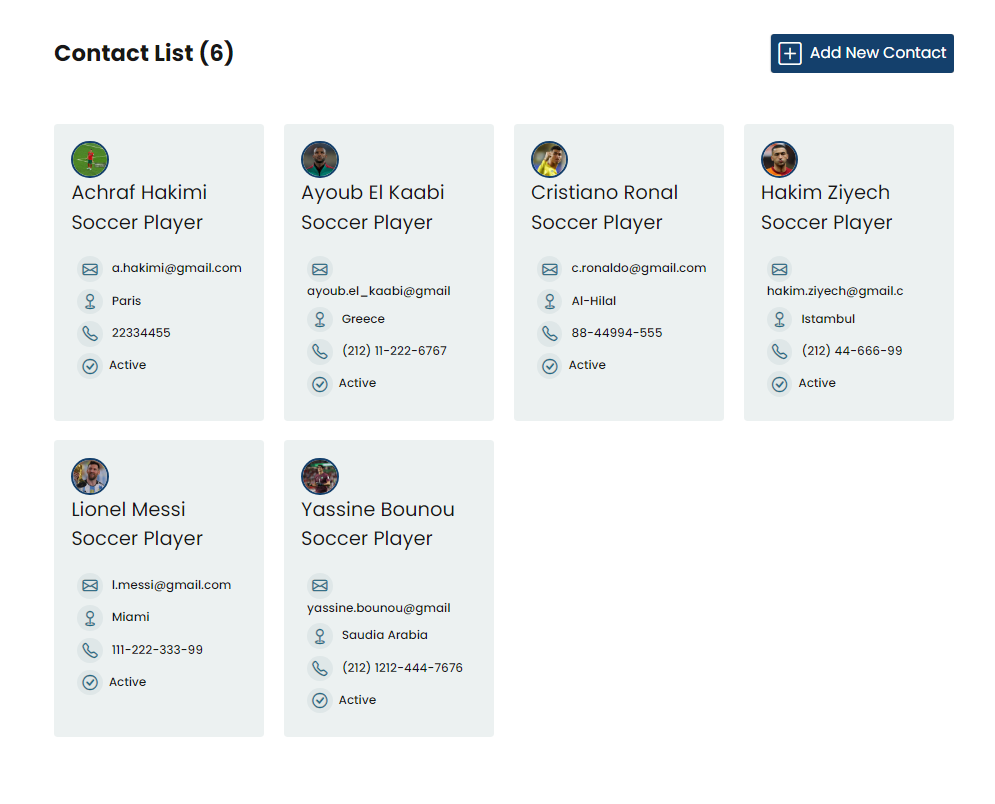 Contact List (6)
Add New Contact
Achraf Hakimi
Soccer Player
a.hakimi@gmail.com
Paris
22334455
Active
Ayoub El Kaabi
Soccer Player
ayoub.el_kaabi@gmail
Greece
(212) 11-222-6767
Active
Cristiano Ronal
Soccer Player
c.ronaldo@gmail.com
Al-Hilal
88-44994-555
Active
Hakim Ziyech
Soccer Player
hakim.ziyech@gmail.c
Istambul
(212) 44-666-99
Active
Lionel Messi
Soccer Player
l.messi@gmail.com
Miami
111-222-333-99
Active
Yassine Bounou
Soccer Player
yassine.bounou@gmail
Saudia Arabia
(212) 1212-444-7676
Active